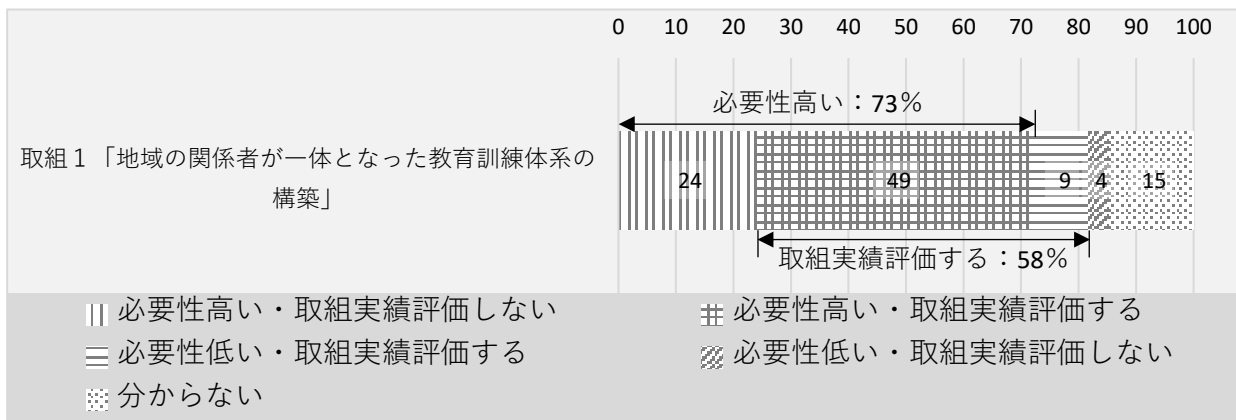 0 10 20 30 40 50 60 70 80 90 100
必要性高い：73％
取組１「地域の関係者が一体となった教育訓練体系の
構築」
24 49 9 4 15
取組実績評価する：58％
必要性高い・取組実績評価しない 必要性高い・取組実績評価する
必要性低い・取組実績評価する 必要性低い・取組実績評価しない
分からない